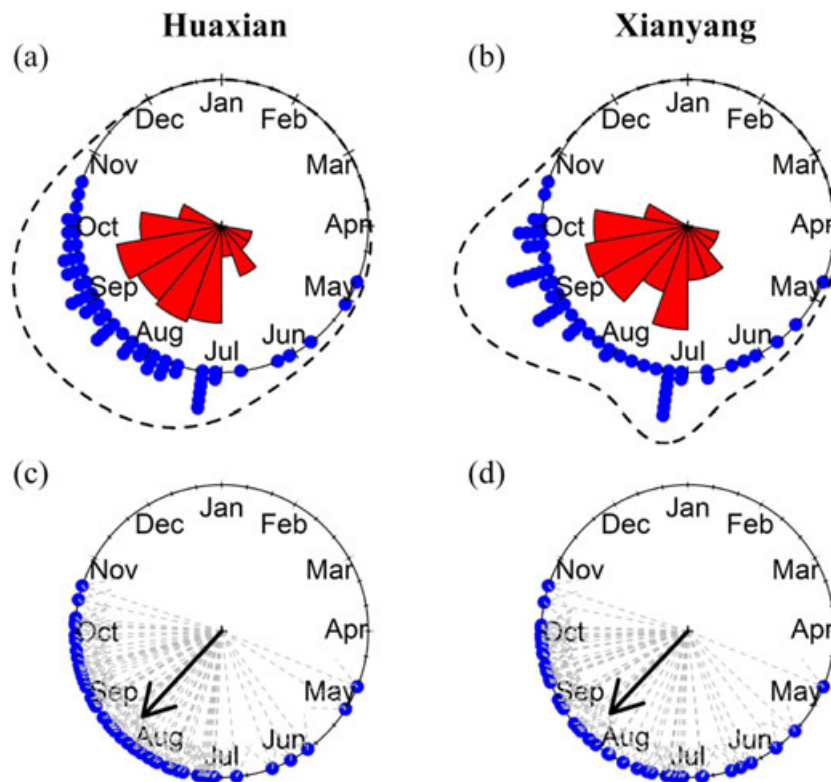 Huaxian Xianyang
(a) (b)
Jan Jan
Dec Feb Dec Feb
Nov Mar Nov Mar
Oct Apr Oct Apr
Sep May Sep May
Aug Jun Aug Jun
Jul Jul
(c) (d)
Jan Jan
Dec Feb Dec Feb
Nov Mar Nov Mar
Oct Apr Oct Apr
Sep May Sep May
Aug Jun Aug Jun
Jul Jul